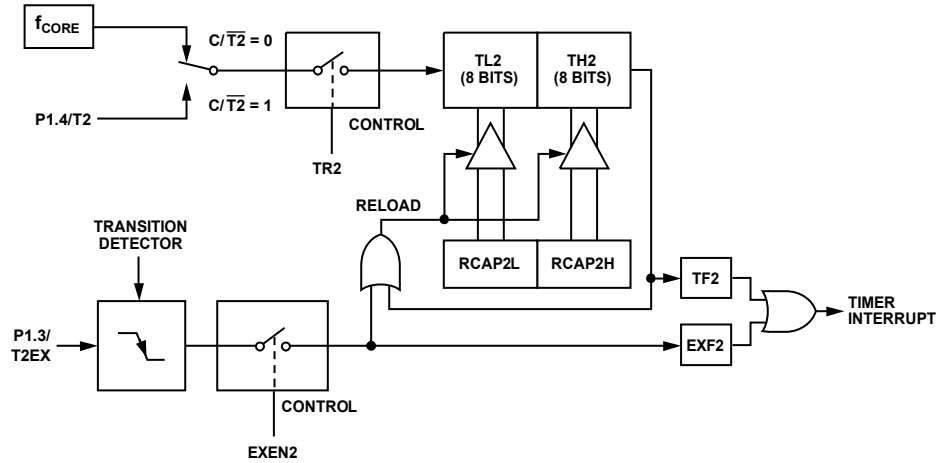 fCORE
C/T2̅ = 0
C/T2̅ = 1
P1.4/T2
CONTROL
TR2
TL2
(8 BITS)
TH2
(8 BITS)
RELOAD
TRANSITION
DETECTOR
RCAP2L
RCAP2H
TF2
TIMER
INTERRUPT
P1.3/
T2EX
EXF2
CONTROL
EXEN2